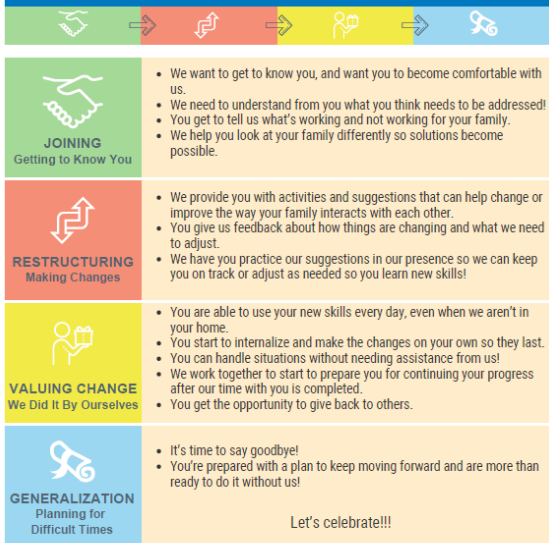 JOINING
Getting to Know You
• We want to get to know you, and want you to become comfortable with
us.
• We need to understand from you what you think needs to be addressed!
• You get to tell us what's working and not working for your family.
• We help you look at your family differently so solutions become
possible.
RESTRUCTURING
Making Changes
• We provide you with activities and suggestions that can help change or
improve the way your family interacts with each other.
• You give us feedback about how things are changing and what we need
to adjust.
• We have you practice our suggestions in our presence so we can keep
you on track or adjust as needed so you learn new skills!
VALUING CHANGE
We Did It By Ourselves
• You are able to use your new skills every day, even when we aren't in
your home.
• You start to internalize and make the changes on your own so they last.
• You can handle situations without needing assistance from us!
• We work together to start to prepare you for continuing your progress
after our time with you is completed.
• You get the opportunity to give back to others.
GENERALIZATION
Planning for
Difficult Times
• It's time to say goodbye!
• You're prepared with a plan to keep moving forward and are more than
ready to do it without us!
Let's celebrate!!!